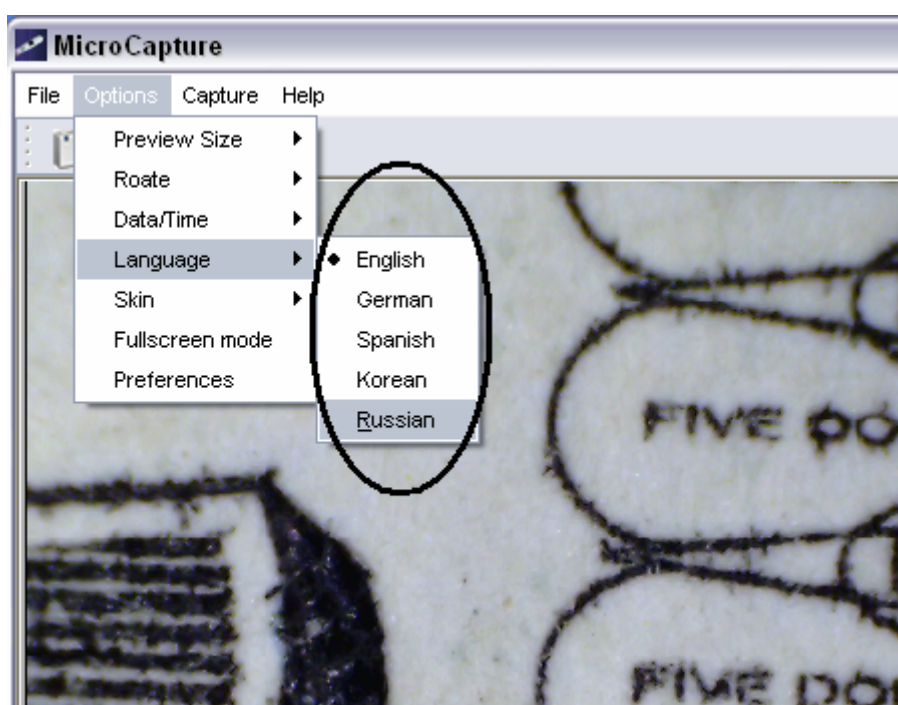 MicroCapture
File Options Capture Help
Preview Size
Roate
Data/Time
Language
Skin
Fullscreen mode
Preferences
English
German
Spanish
Korean
Russian
FIVE DO
FIVE DO